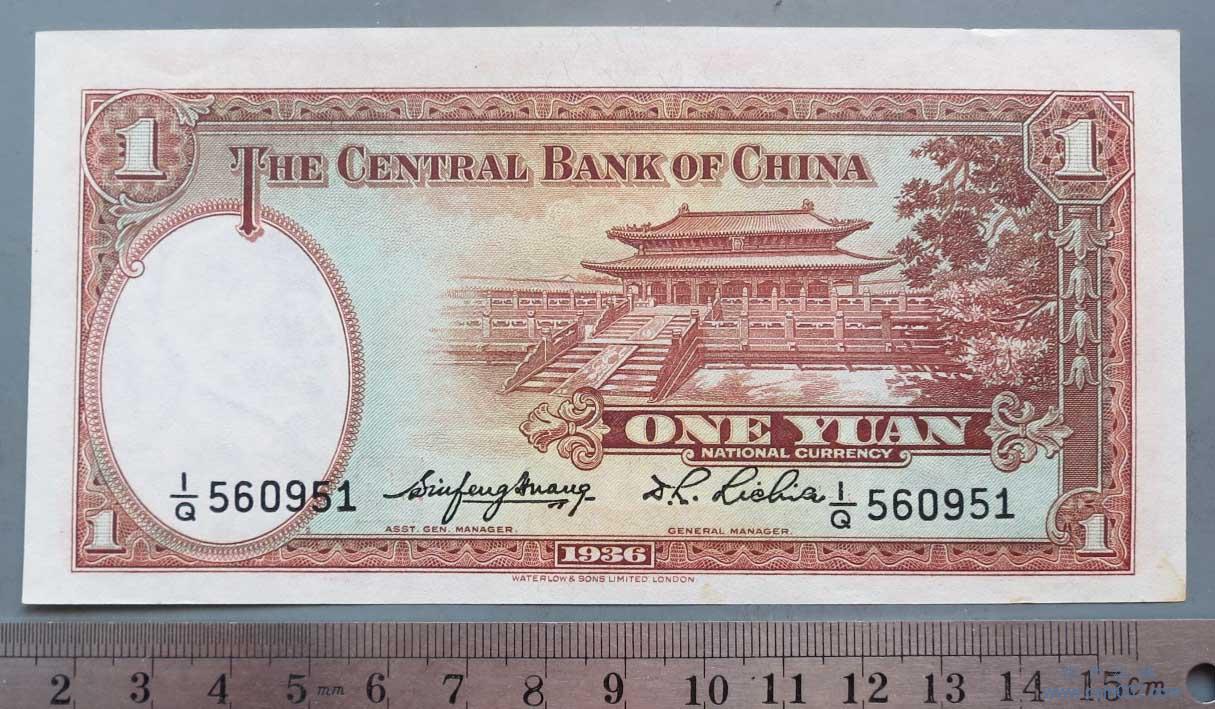 1
1
THE CENTRAL BANK OF CHINA
ONE YUAN
NATIONAL CURRENCY
1/Q 560951
1/Q 560951
ASST. GEN. MANAGER.
GENERAL MANAGER.
1
1936
1
WATERLOW & SONS LIMITED. LONDON.
2 3 4 5 mm 6 7 8 9 10 11 12 13 14 15 cm